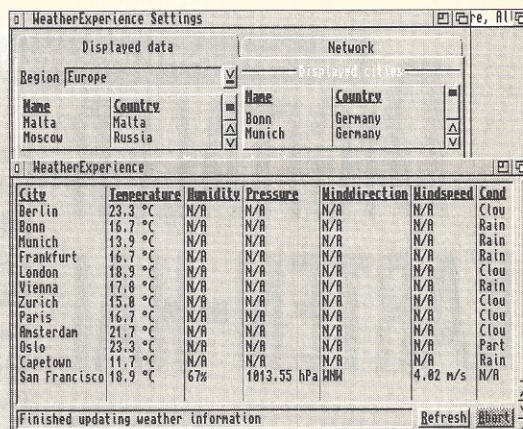 WeatherExperience Settings
re, All
Displayed data
Network
Region Europe
Displayed cities
Name Country
Malta Malta
Moscow Russia
Name Country
Bonn Germany
Munich Germany
WeatherExperience
City Temperature Humidity Pressure Winddirection Windspeed Cond
Berlin 23.3 °C N/A N/A N/A N/A Clou
Bonn 16.7 °C N/A N/A N/A N/A Rain
Munich 13.9 °C N/A N/A N/A N/A Rain
Frankfurt 16.7 °C N/A N/A N/A N/A Rain
London 18.9 °C N/A N/A N/A N/A Clou
Vienna 17.8 °C N/A N/A N/A N/A Rain
Zurich 15.0 °C N/A N/A N/A N/A Clou
Paris 16.7 °C N/A N/A N/A N/A Clou
Amsterdam 21.7 °C N/A N/A N/A N/A Clou
Oslo 23.3 °C N/A N/A N/A N/A Part
Capetown 11.7 °C N/A N/A N/A N/A Rain
San Francisco 18.9 °C 67% 1013.55 hPa WNW 4.02 m/s N/A
Finished updating weather information
Refresh
Abort